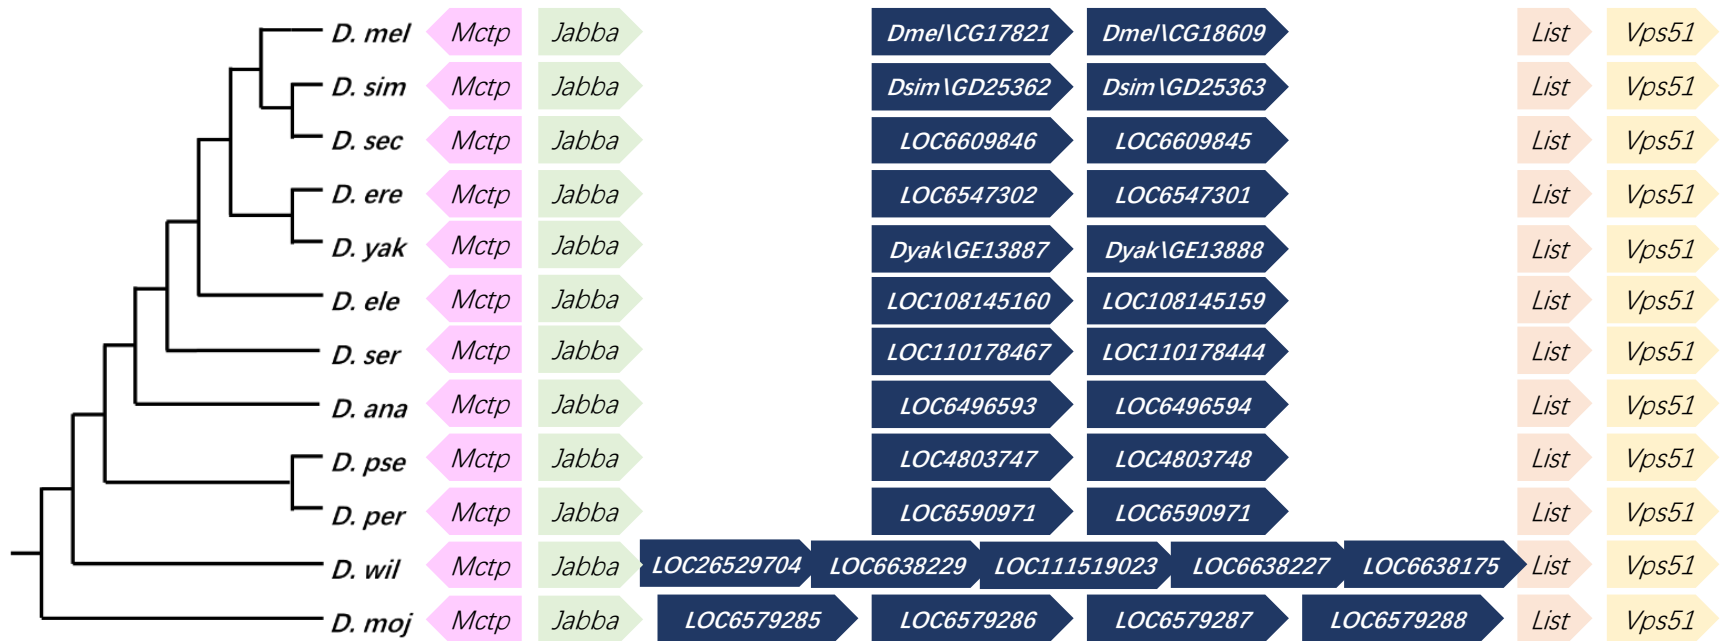 D. mel Mctp Jabba Dmel\CG17821 Dmel\CG18609 List Vps51
D. sim Mctp Jabba Dsim\GD25362 Dsim\GD25363 List Vps51
D. sec Mctp Jabba LOC6609846 LOC6609845 List Vps51
D. ere Mctp Jabba LOC6547302 LOC6547301 List Vps51
D. yak Mctp Jabba Dyak\GE13887 Dyak\GE13888 List Vps51
D. ele Mctp Jabba LOC108145160 LOC108145159 List Vps51
D. ser Mctp Jabba LOC110178467 LOC110178444 List Vps51
D. ana Mctp Jabba LOC6496593 LOC6496594 List Vps51
D. pse Mctp Jabba LOC4803747 LOC4803748 List Vps51
D. per Mctp Jabba LOC6590971 LOC6590971 List Vps51
D. wil Mctp Jabba LOC26529704 LOC6638229 LOC111519023 LOC6638227 LOC6638175 List Vps51
D. moj Mctp Jabba LOC6579285 LOC6579286 LOC6579287 LOC6579288 List Vps51